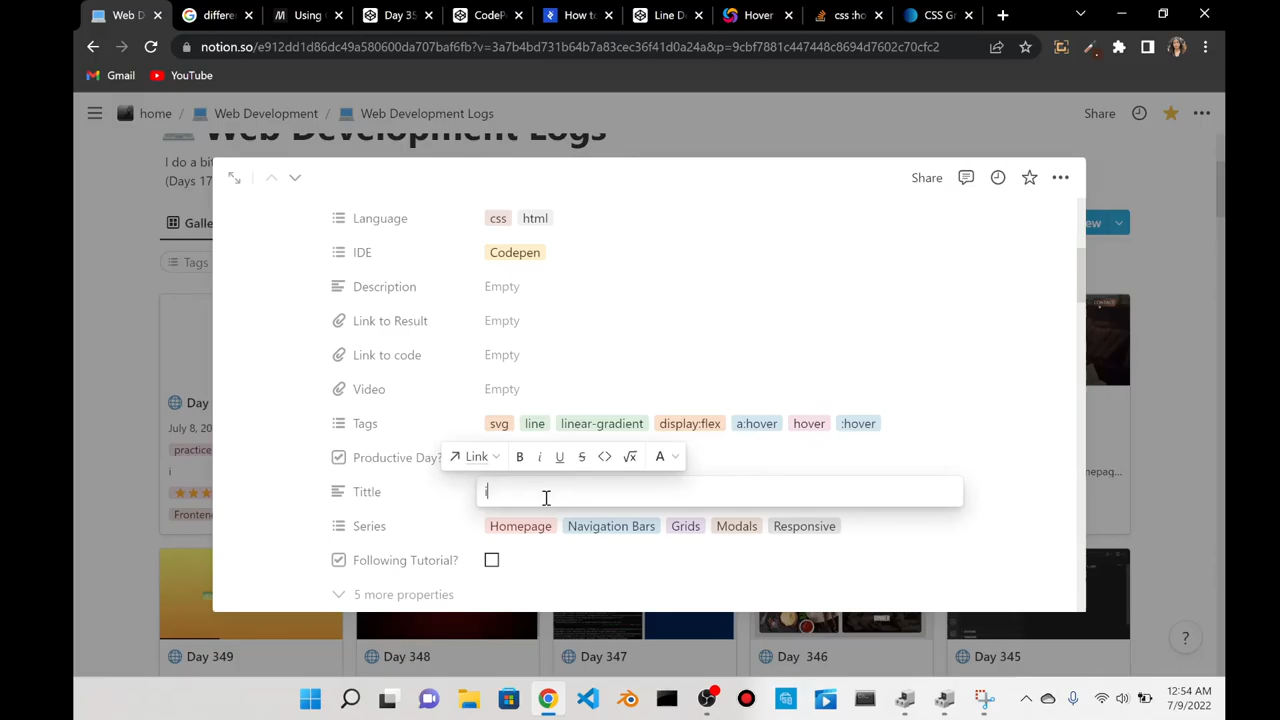 Web D
differe
Using C
Day 35
CodeP
How to
Line D
Hover
css :ho
CSS Gr
notion.so/e912dd1d86dc49a580600da707baf6fb?v=3a7b4bd731b64b7a83cec36f41d0a24a&p=9cbf7881c447448c8694d7602c70cfc2
Gmail
YouTube
home / Web Development / Web Development Logs
Share
Web Development Logs
I do a bit
(Days 17
Share
Galle
ew
Tags
Language css html
IDE Codepen
Description Empty
Link to Result Empty
Link to code Empty
Video Empty
Tags svg line linear-gradient display:flex a:hover hover :hover
Link B i U S <> √x A
Productive Day?
Tittle i
Series Homepage Navigation Bars Grids Modals Responsive
Following Tutorial?
5 more properties
Day
July 8, 20
practice
i
Fronten
CONTACT
mepag...
Day 349
Day 348
Day 347
Day 346
Day 345
?
12:54 AM
7/9/2022